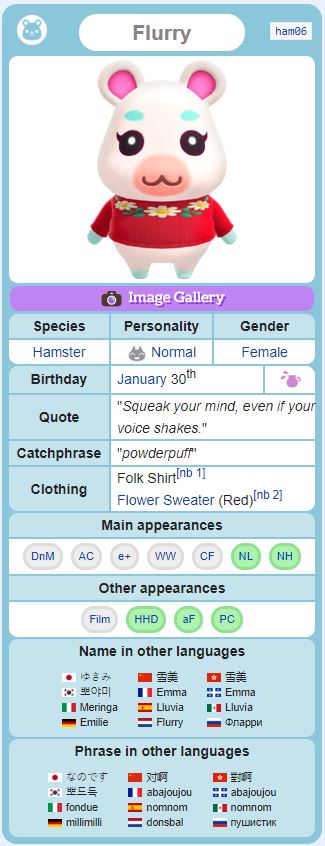 Flurry
ham06
Image Gallery
Species Personality Gender
Hamster Normal Female
Birthday January 30th
Quote "Squeak your mind, even if your
voice shakes."
Catchphrase "powderpuff"
Clothing Folk Shirt[nb 1]
Flower Sweater (Red)[nb 2]
Main appearances
DnM AC e+ WW CF NL NH
Other appearances
Film HHD aF PC
Name in other languages
ゆきみ 雪美 雪美
뽀야미 Emma Emma
Meringa Lluvia Lluvia
Emilie Flurry Фларри
Phrase in other languages
なのです 对啊 對啊
뽀드득 abajoujou abajoujou
fondue nomnom nomnom
millimilli donsbal пушистик